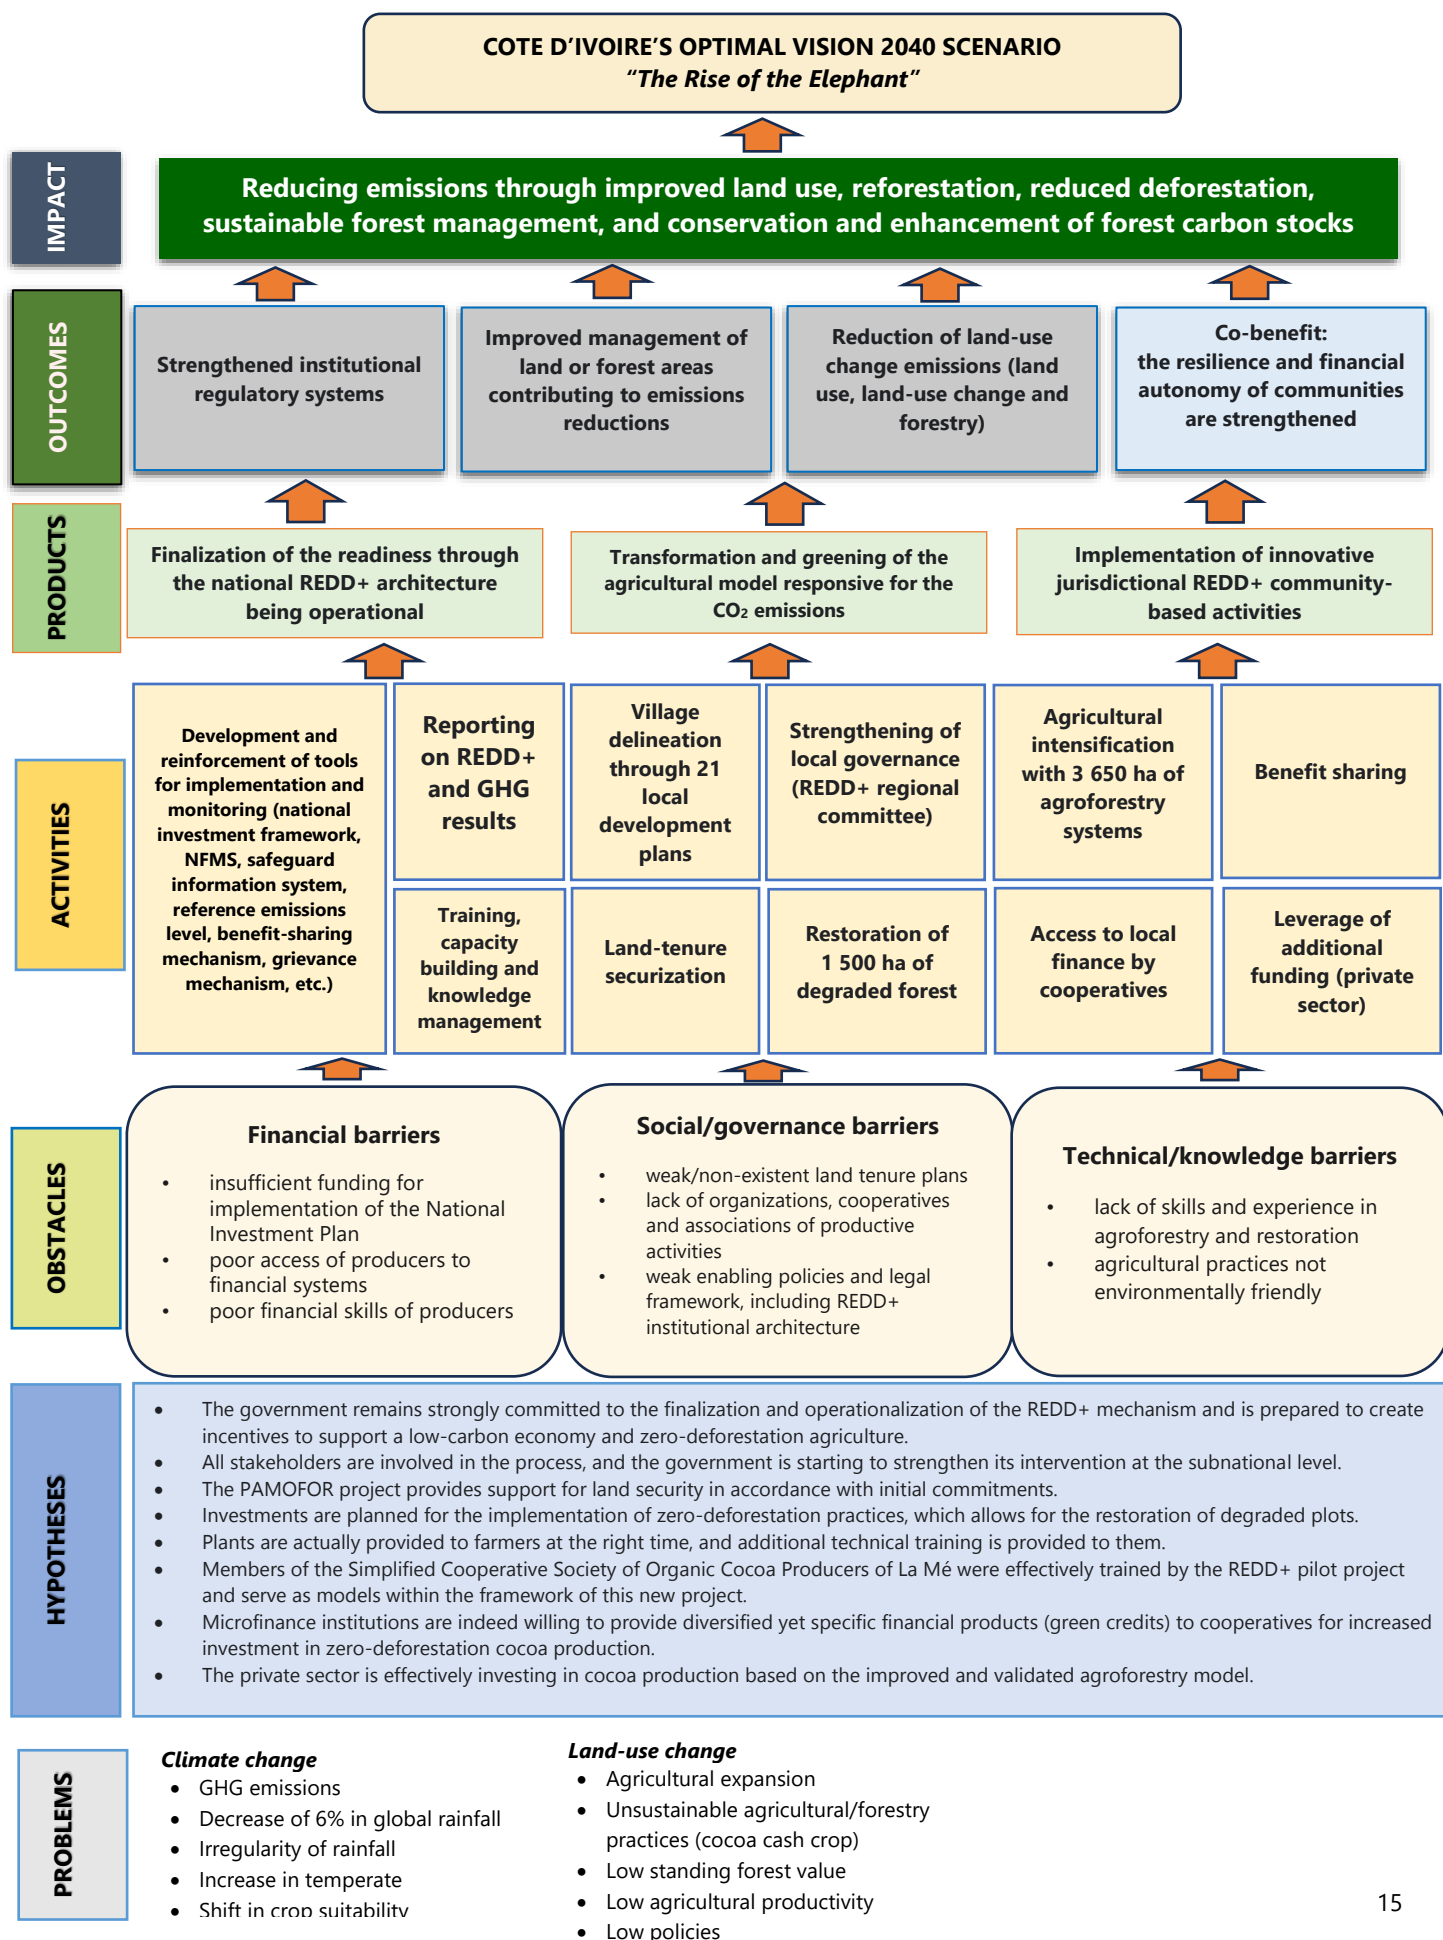 COTE D’IVOIRE’S OPTIMAL VISION 2040 SCENARIO
“The Rise of the Elephant”
IMPACT
Reducing emissions through improved land use, reforestation, reduced deforestation,
sustainable forest management, and conservation and enhancement of forest carbon stocks
OUTCOMES
Strengthened institutional
regulatory systems
Improved management of
land or forest areas
contributing to emissions
reductions
Reduction of land-use
change emissions (land
use, land-use change and
forestry)
Co-benefit:
the resilience and financial
autonomy of communities
are strengthened
PRODUCTS
Finalization of the readiness through
the national REDD+ architecture
being operational
Transformation and greening of the
agricultural model responsive for the
CO₂ emissions
Implementation of innovative
jurisdictional REDD+ community-
based activities
ACTIVITIES
Development and
reinforcement of tools
for implementation and
monitoring (national
investment framework,
NFMS, safeguard
information system,
reference emissions
level, benefit-sharing
mechanism, grievance
mechanism, etc.)
Reporting
on REDD+
and GHG
results
Training,
capacity
building and
knowledge
management
Village
delineation
through 21
local
development
plans
Strengthening of
local governance
(REDD+ regional
committee)
Land-tenure
securization
Restoration of
1 500 ha of
degraded forest
Agricultural
intensification
with 3 650 ha of
agroforestry
systems
Benefit sharing
Access to local
finance by
cooperatives
Leverage of
additional
funding (private
sector)
OBSTACLES
Financial barriers
• insufficient funding for
implementation of the National
Investment Plan
• poor access of producers to
financial systems
• poor financial skills of producers
Social/governance barriers
• weak/non-existent land tenure plans
• lack of organizations, cooperatives
and associations of productive
activities
• weak enabling policies and legal
framework, including REDD+
institutional architecture
Technical/knowledge barriers
• lack of skills and experience in
agroforestry and restoration
• agricultural practices not
environmentally friendly
HYPOTHESES
• The government remains strongly committed to the finalization and operationalization of the REDD+ mechanism and is prepared to create
incentives to support a low-carbon economy and zero-deforestation agriculture.
• All stakeholders are involved in the process, and the government is starting to strengthen its intervention at the subnational level.
• The PAMOFOR project provides support for land security in accordance with initial commitments.
• Investments are planned for the implementation of zero-deforestation practices, which allows for the restoration of degraded plots.
• Plants are actually provided to farmers at the right time, and additional technical training is provided to them.
• Members of the Simplified Cooperative Society of Organic Cocoa Producers of La Mé were effectively trained by the REDD+ pilot project
and serve as models within the framework of this new project.
• Microfinance institutions are indeed willing to provide diversified yet specific financial products (green credits) to cooperatives for increased
investment in zero-deforestation cocoa production.
• The private sector is effectively investing in cocoa production based on the improved and validated agroforestry model.
PROBLEMS
Climate change
• GHG emissions
• Decrease of 6% in global rainfall
• Irregularity of rainfall
• Increase in temperate
• Shift in crop suitability
Land-use change
• Agricultural expansion
• Unsustainable agricultural/forestry
practices (cocoa cash crop)
• Low standing forest value
• Low agricultural productivity
• Low policies
15